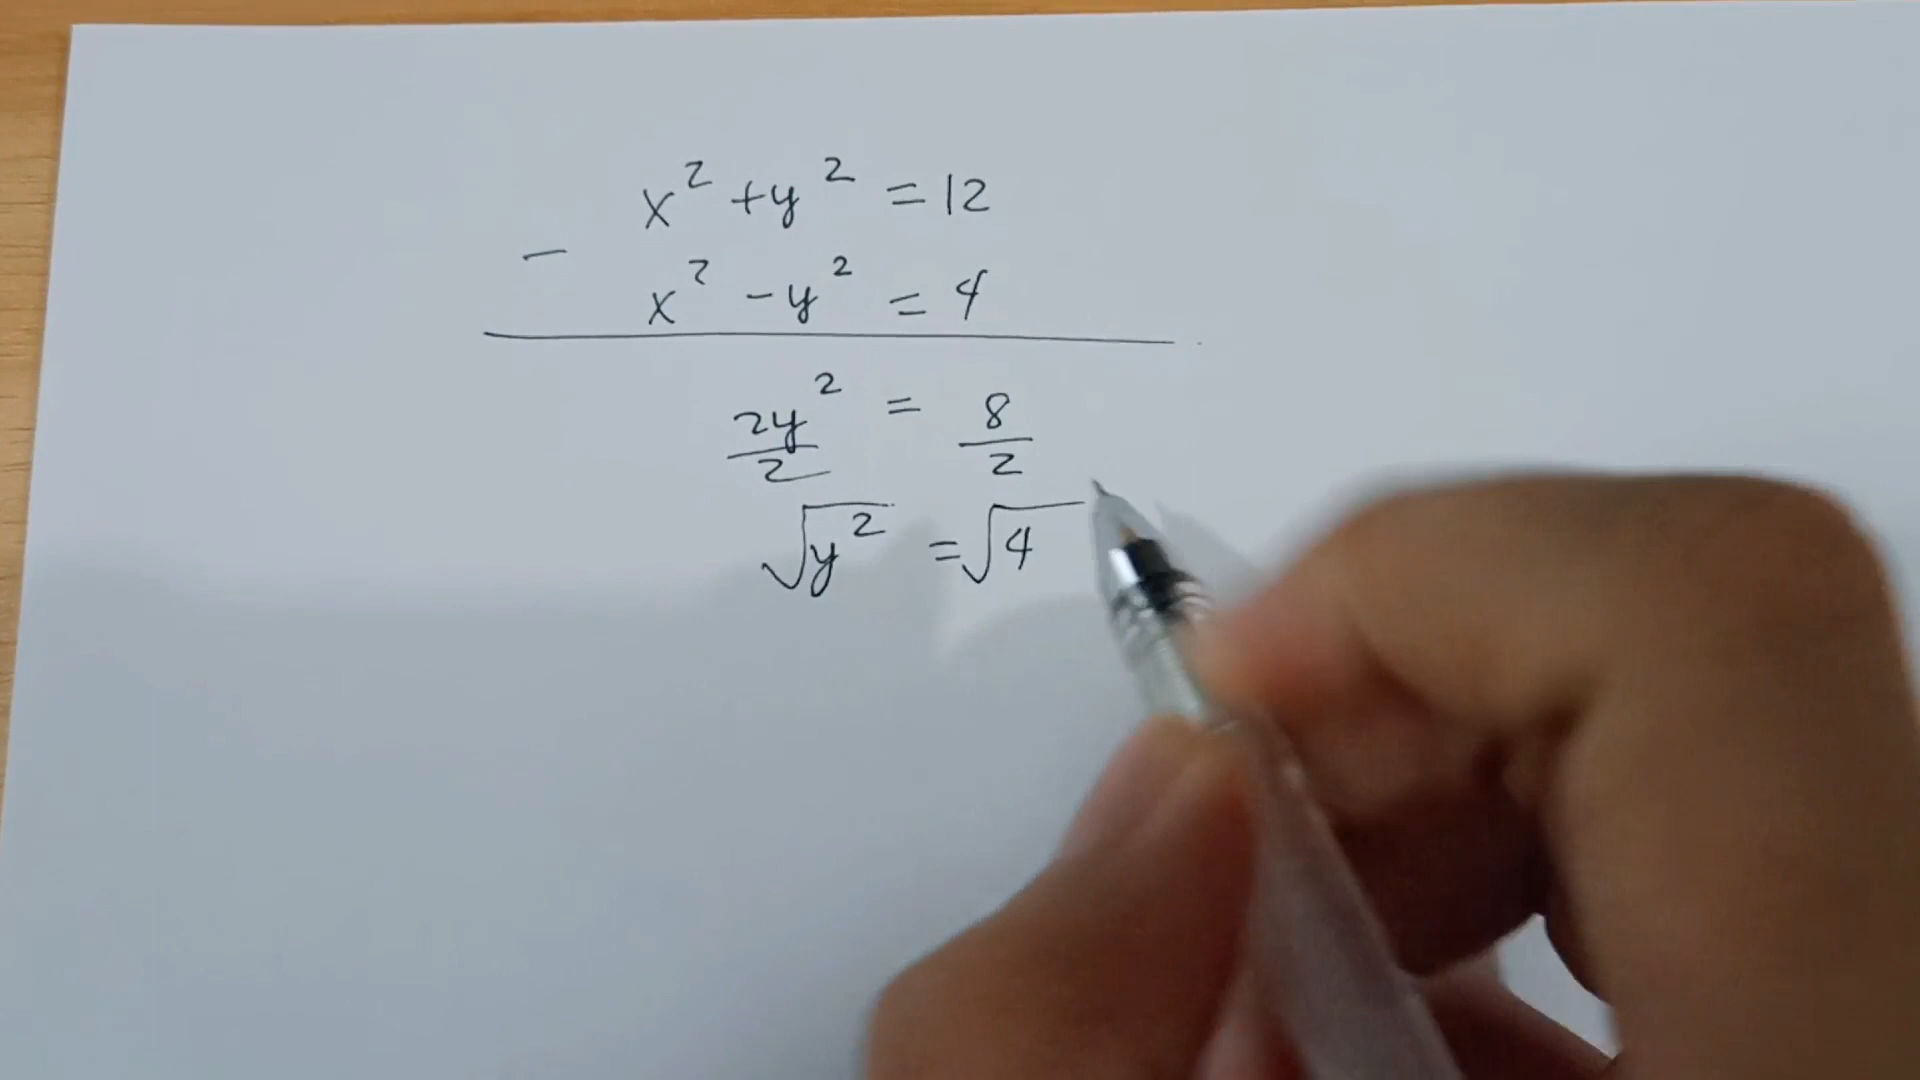 x² + y² = 12
−
x² − y² = 4
2y²/2 = 8/2
√y² = √4